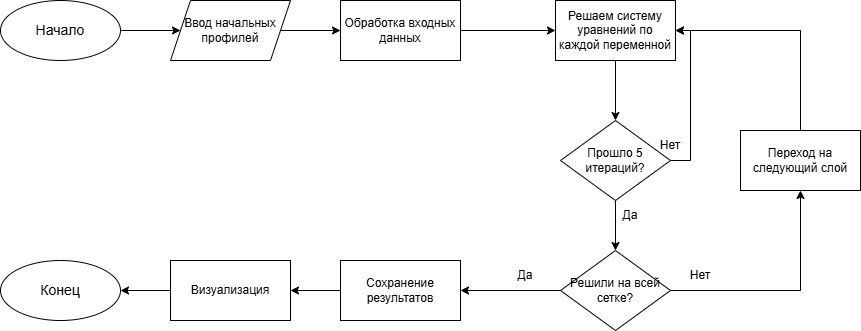 Начало
Ввод начальных
профилей
Обработка входных
данных
Решаем систему
уравнений по
каждой переменной
Нет
Прошло 5
итераций?
Переход на
следующий слой
Да
Конец
Визуализация
Сохранение
результатов
Да
Решили на всей
сетке?
Нет